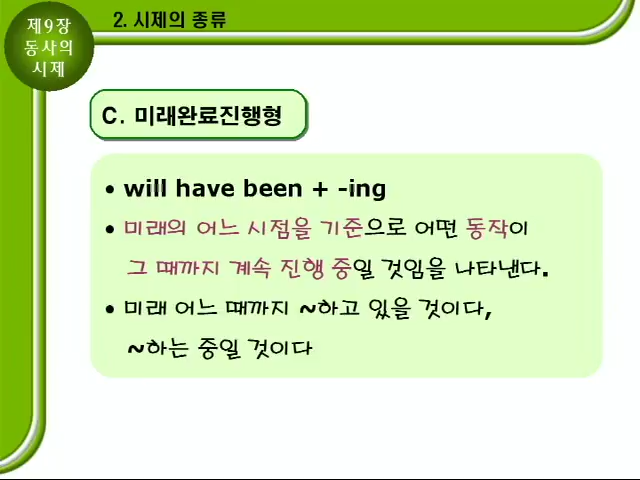 제9장
동사의
시제
2. 시제의 종류
C. 미래완료진행형
• will have been + -ing
• 미래의 어느 시점을 기준으로 어떤 동작이
그 때까지 계속 진행 중일 것임을 나타낸다.
• 미래 어느 때까지 ~하고 있을 것이다,
~하는 중일 것이다